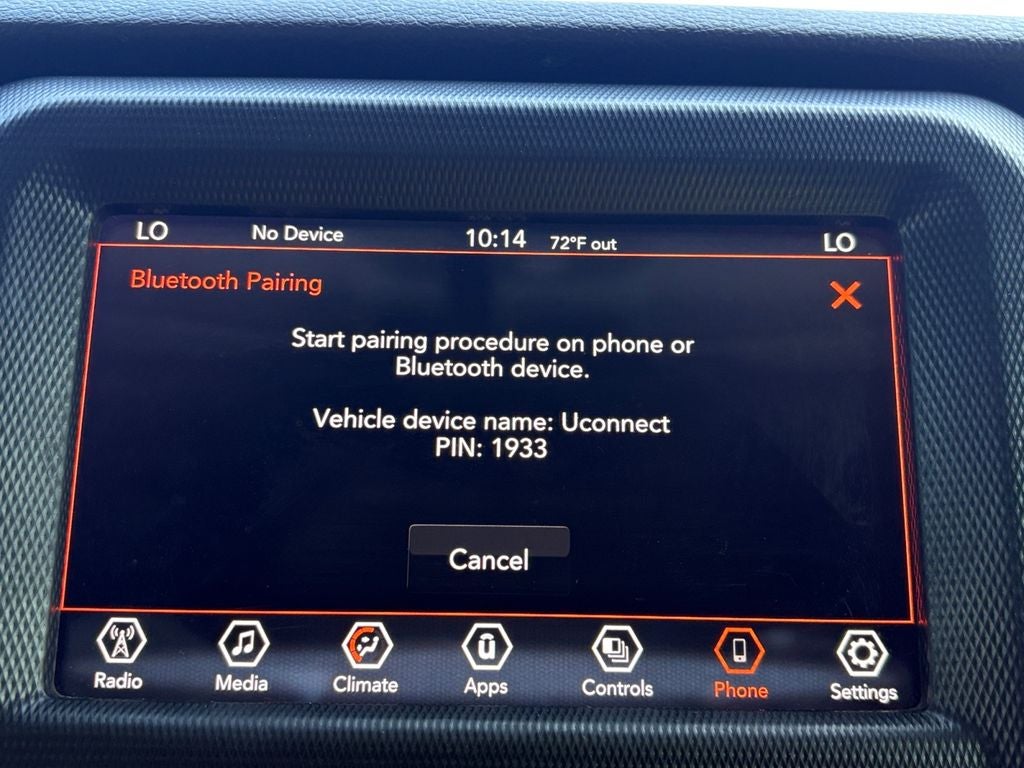 LO No Device 10:14 72°F out LO
Bluetooth Pairing
Start pairing procedure on phone or
Bluetooth device.
Vehicle device name: Uconnect
PIN: 1933
Cancel
Radio Media Climate Apps Controls Phone Settings